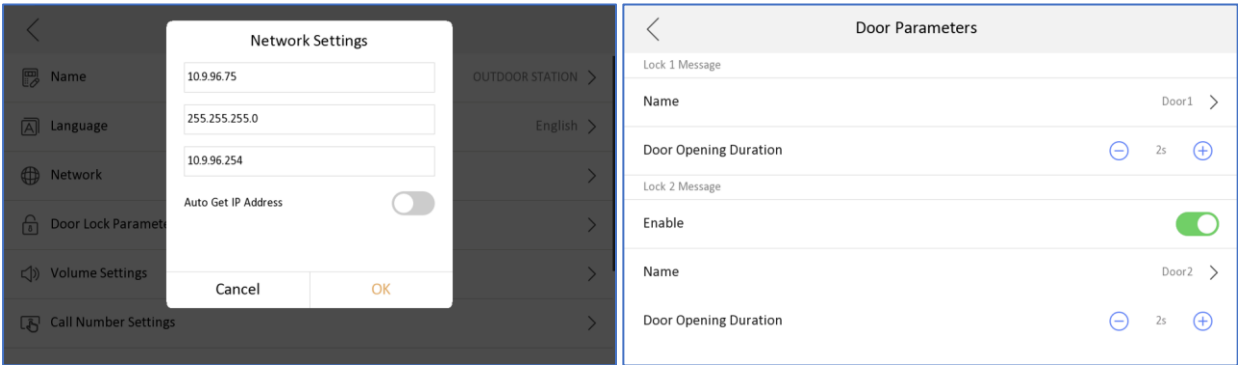 Network Settings
10.9.96.75
255.255.255.0
10.9.96.254
Auto Get IP Address
Cancel
OK
Name
OUTDOOR STATION
Language
English
Network
Door Lock Paramete
Volume Settings
Call Number Settings
Door Parameters
Lock 1 Message
Name
Door1
Door Opening Duration
2s
Lock 2 Message
Enable
Name
Door2
Door Opening Duration
2s